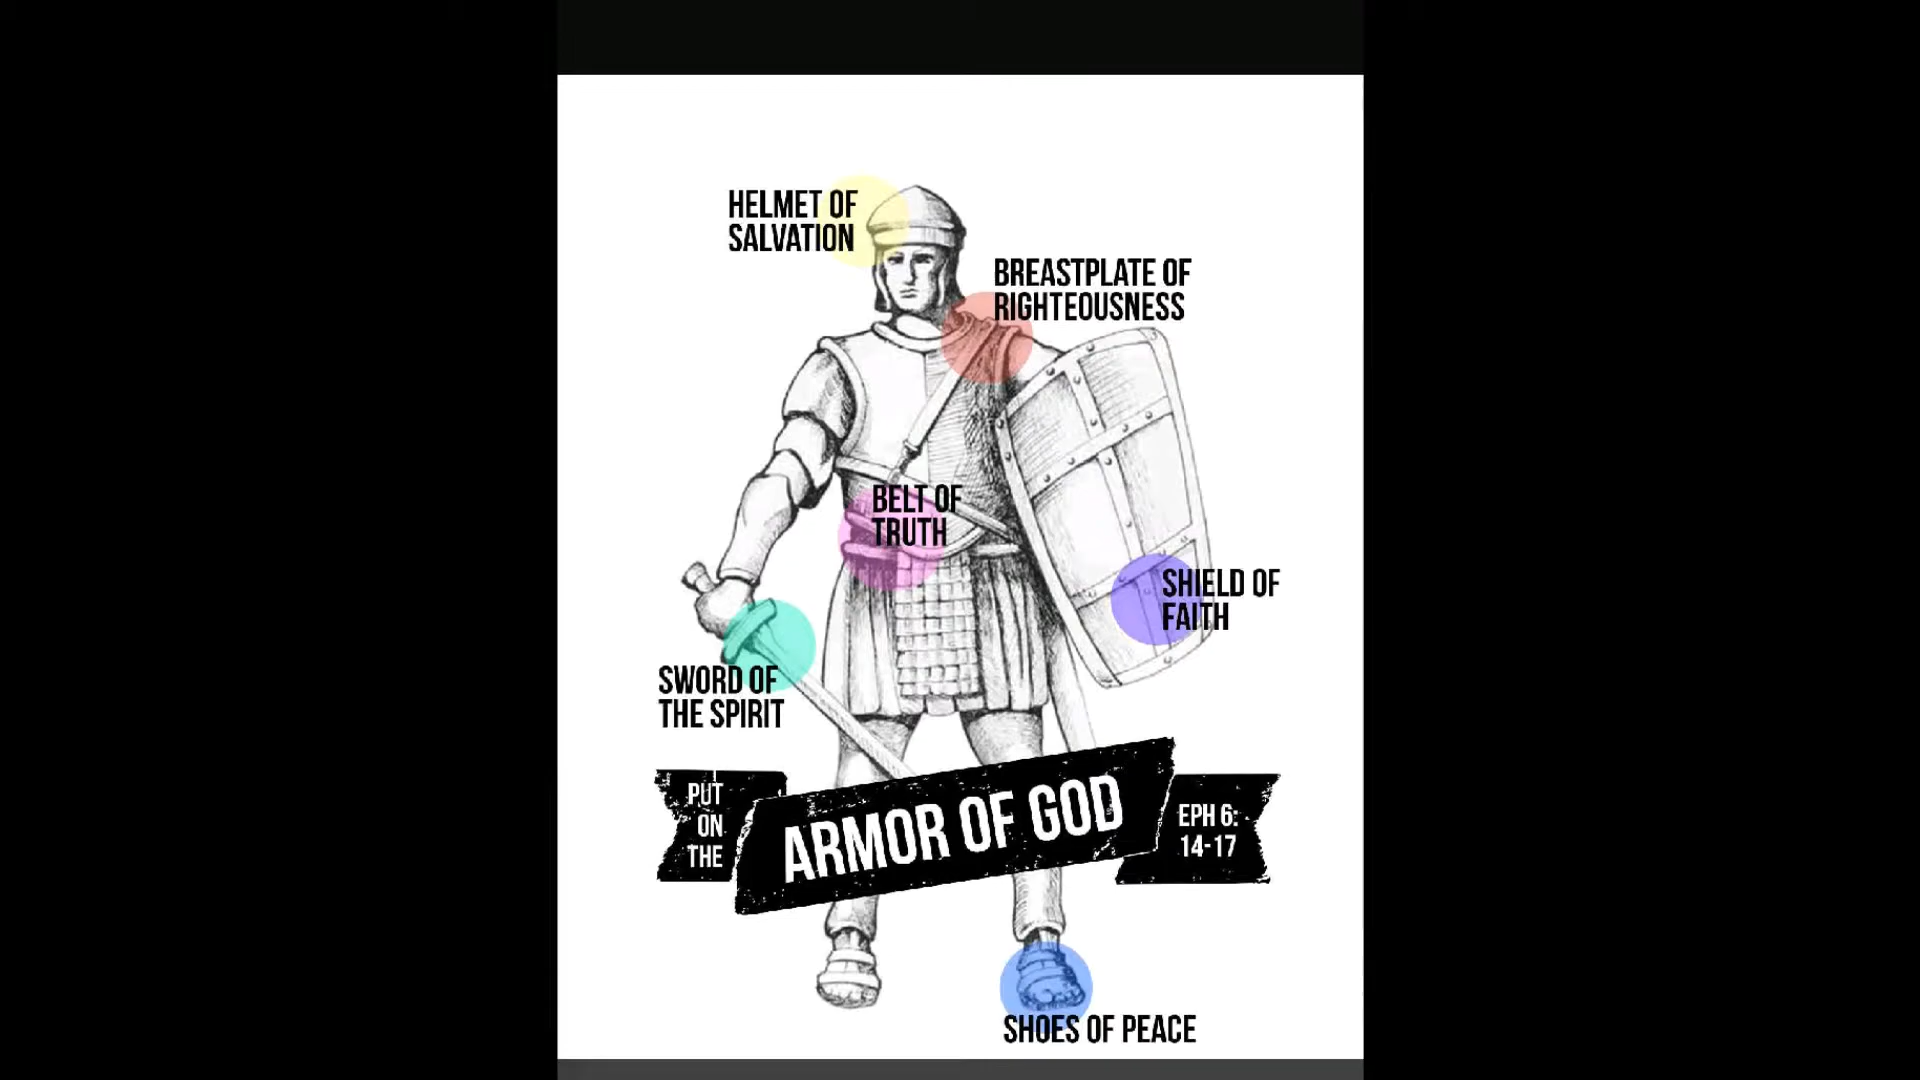 HELMET OF
SALVATION
BREASTPLATE OF
RIGHTEOUSNESS
BELT OF
TRUTH
SHIELD OF
FAITH
SWORD OF
THE SPIRIT
PUT
ON
THE
ARMOR OF GOD
EPH 6:
14-17
SHOES OF PEACE